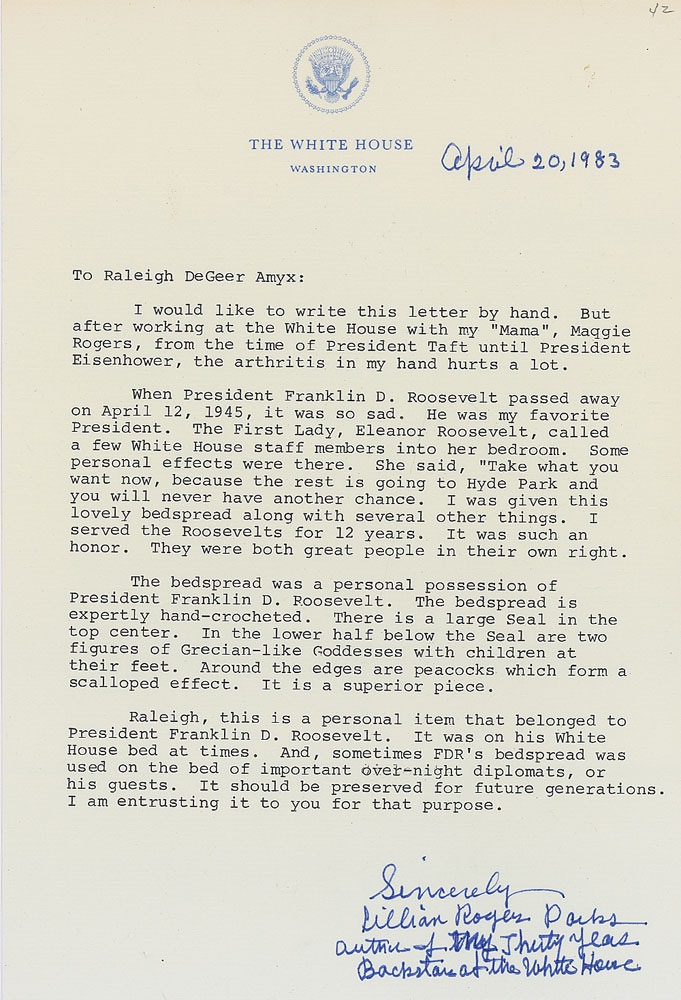 42
THE WHITE HOUSE
WASHINGTON
April 20, 1983
To Raleigh DeGeer Amyx:
I would like to write this letter by hand. But
after working at the White House with my "Mama", Maggie
Rogers, from the time of President Taft until President
Eisenhower, the arthritis in my hand hurts a lot.
When President Franklin D. Roosevelt passed away
on April 12, 1945, it was so sad. He was my favorite
President. The First Lady, Eleanor Roosevelt, called
a few White House staff members into her bedroom. Some
personal effects were there. She said, "Take what you
want now, because the rest is going to Hyde Park and
you will never have another chance. I was given this
lovely bedspread along with several other things. I
served the Roosevelts for 12 years. It was such an
honor. They were both great people in their own right.
The bedspread was a personal possession of
President Franklin D. Roosevelt. The bedspread is
expertly hand-crocheted. There is a large Seal in the
top center. In the lower half below the Seal are two
figures of Grecian-like Goddesses with children at
their feet. Around the edges are peacocks which form a
scalloped effect. It is a superior piece.
Raleigh, this is a personal item that belonged to
President Franklin D. Roosevelt. It was on his White
House bed at times. And, sometimes FDR's bedspread was
used on the bed of important over-night diplomats, or
his guests. It should be preserved for future generations.
I am entrusting it to you for that purpose.
Sincerely
Lillian Rogers Parks
author of My Thirty Years
Backstairs at the White House